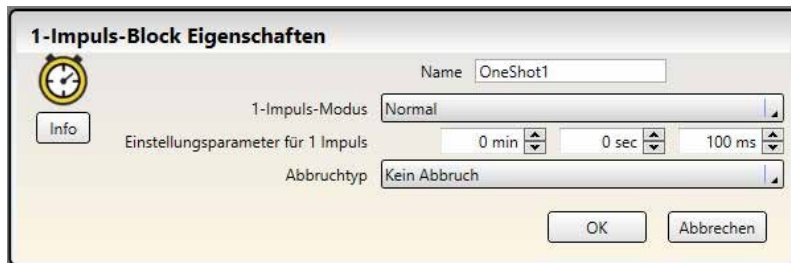 1-Impuls-Block Eigenschaften
Name OneShot1
Info
1-Impuls-Modus Normal
Einstellungsparameter für 1 Impuls 0 min 0 sec 100 ms
Abbruchtyp Kein Abbruch
OK Abbrechen